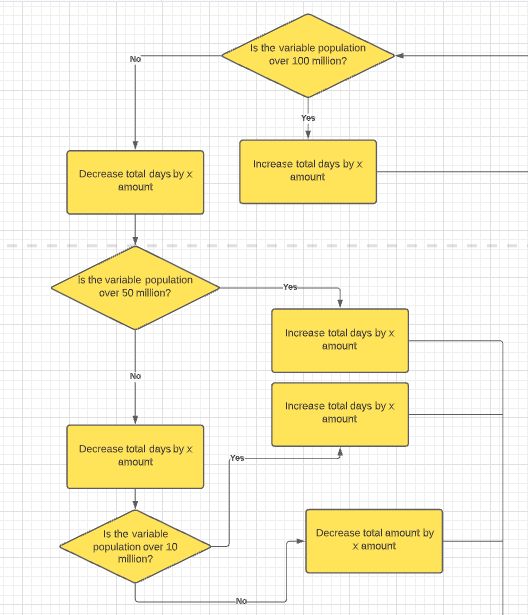 Is the variable population
over 100 million?
No
Yes
Decrease total days by x
amount
Increase total days by x
amount
is the variable population
over 50 million?
Yes
Increase total days by x
amount
No
Increase total days by x
amount
Decrease total days by x
amount
Yes
Is the variable
population over 10
million?
Decrease total amount by
x amount
No